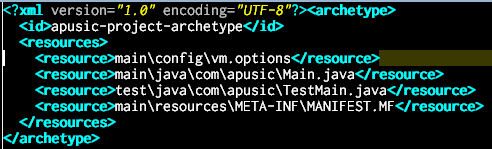 <?xml version="1.0" encoding="UTF-8"?><archetype>
  <id>apusic-project-archetype</id>
  <resources>
    <resource>main\config\vm.options</resource>
    <resource>main\java\com\apusic\Main.java</resource>
    <resource>test\java\com\apusic\TestMain.java</resource>
    <resource>main\resources\META-INF\MANIFEST.MF</resource>
  </resources>
</archetype>